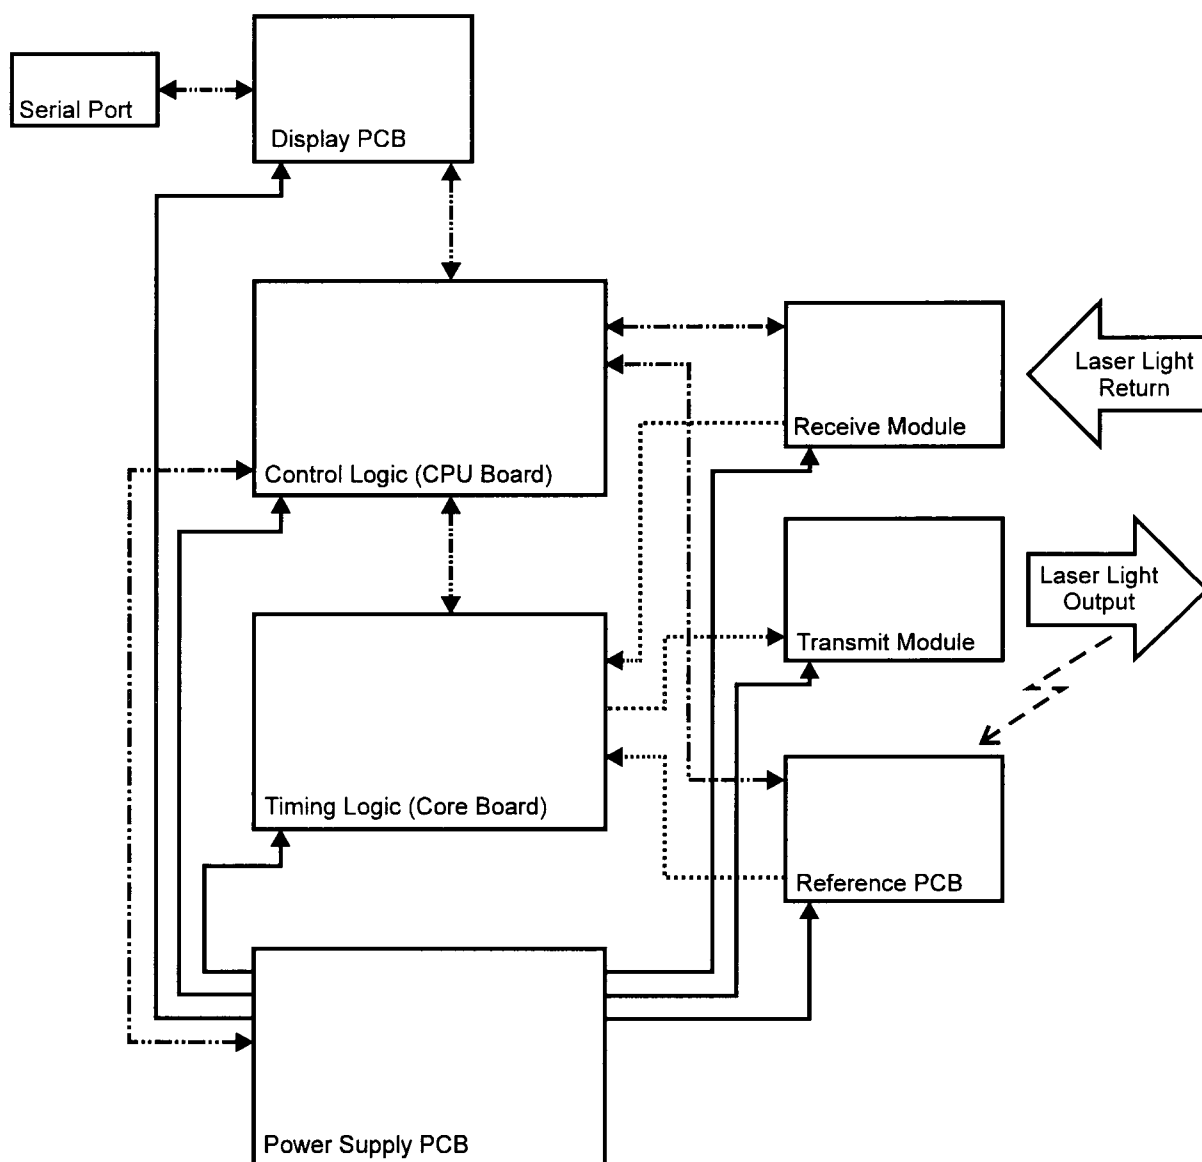 Serial Port
Display PCB
Control Logic (CPU Board)
Receive Module
Laser Light
Return
Transmit Module
Laser Light
Output
Timing Logic (Core Board)
Reference PCB
Power Supply PCB